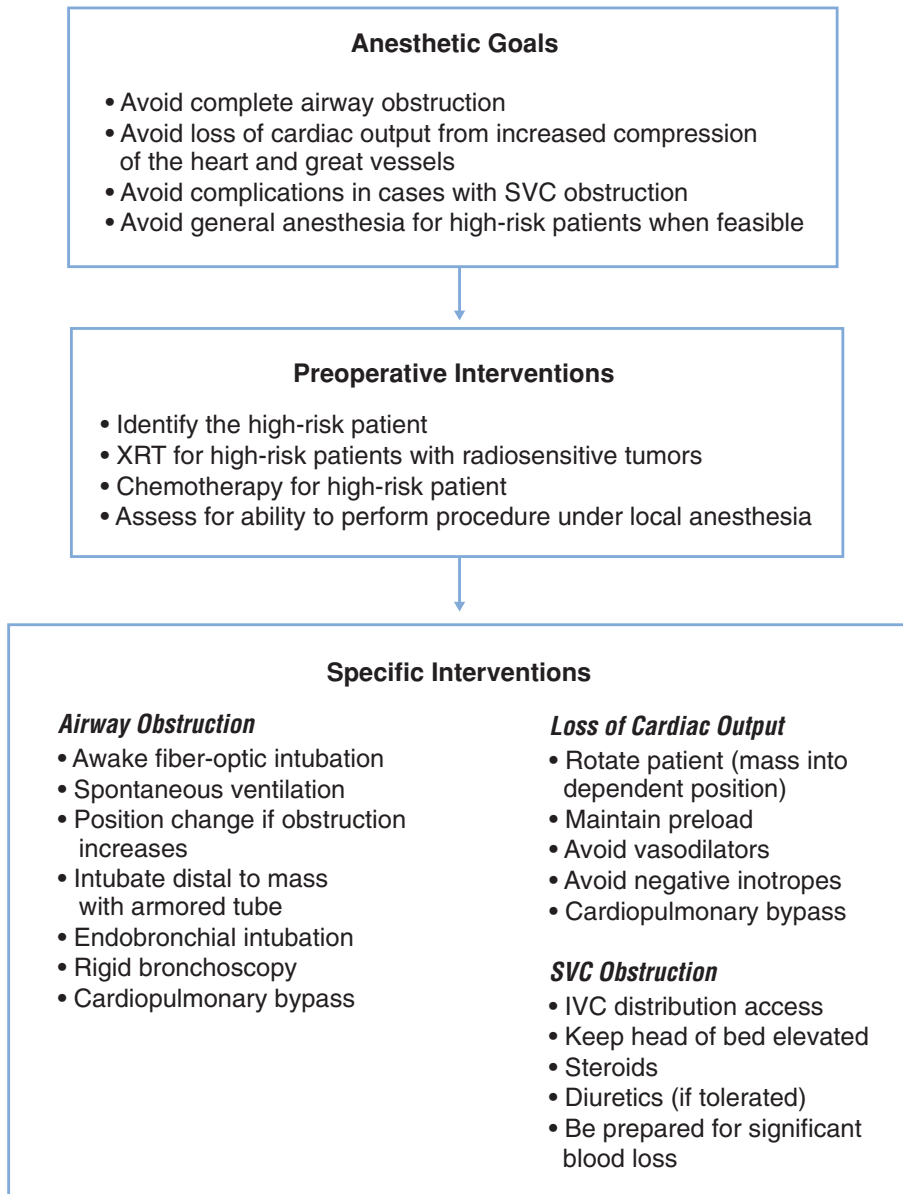 Anesthetic Goals
• Avoid complete airway obstruction
• Avoid loss of cardiac output from increased compression
of the heart and great vessels
• Avoid complications in cases with SVC obstruction
• Avoid general anesthesia for high-risk patients when feasible
Preoperative Interventions
• Identify the high-risk patient
• XRT for high-risk patients with radiosensitive tumors
• Chemotherapy for high-risk patient
• Assess for ability to perform procedure under local anesthesia
Specific Interventions
Airway Obstruction
• Awake fiber-optic intubation
• Spontaneous ventilation
• Position change if obstruction
increases
• Intubate distal to mass
with armored tube
• Endobronchial intubation
• Rigid bronchoscopy
• Cardiopulmonary bypass
Loss of Cardiac Output
• Rotate patient (mass into
dependent position)
• Maintain preload
• Avoid vasodilators
• Avoid negative inotropes
• Cardiopulmonary bypass
SVC Obstruction
• IVC distribution access
• Keep head of bed elevated
• Steroids
• Diuretics (if tolerated)
• Be prepared for significant
blood loss